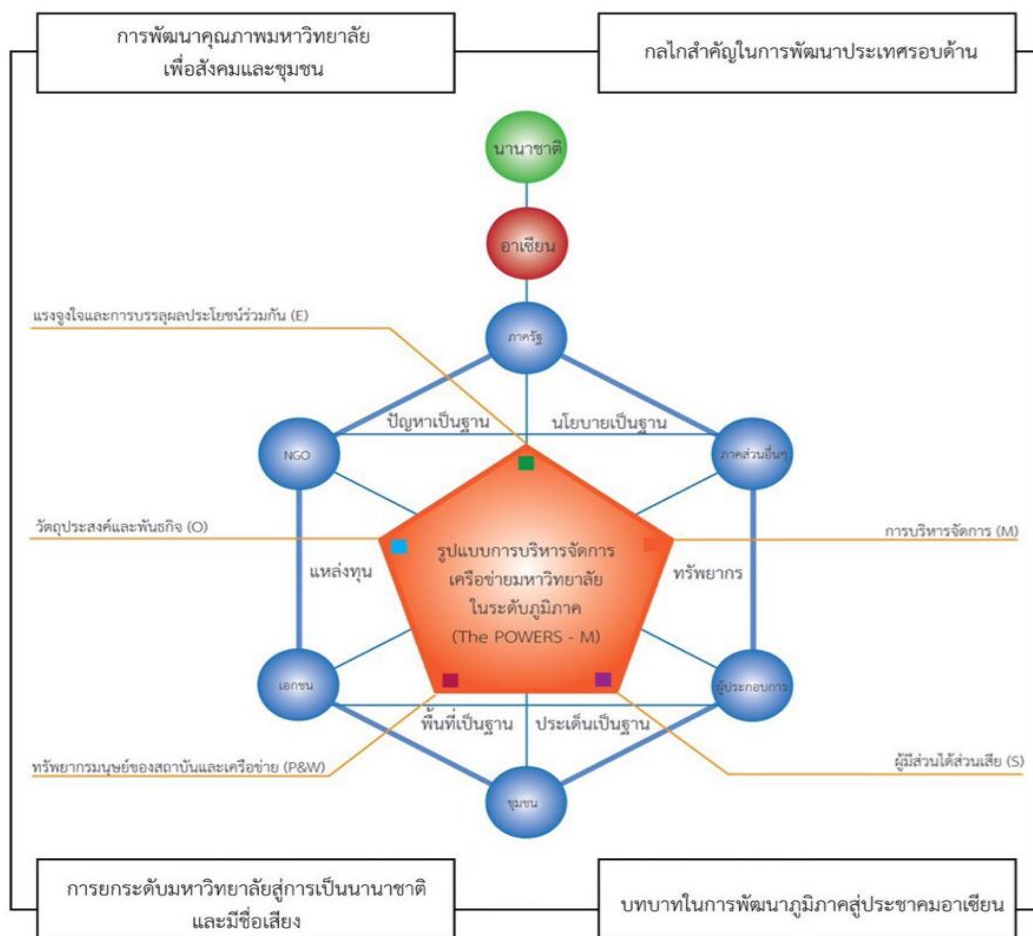 การพัฒนาคุณภาพมหาวิทยาลัย
เพื่อสังคมและชุมชน
กลไกสำคัญในการพัฒนาประเทศรอบด้าน
นานาชาติ
อาเซียน
แรงจูงใจและการบรรลุผลประโยชน์ร่วมกัน (E)
ภาครัฐ
ปัญหาเป็นฐาน
นโยบายเป็นฐาน
NGO
ภาคส่วนอื่นๆ
วัตถุประสงค์และพันธกิจ (O)
การบริหารจัดการ (M)
แหล่งทุน
รูปแบบการบริหารจัดการ
เครือข่ายมหาวิทยาลัย
ในระดับภูมิภาค
(The POWERS - M)
ทรัพยากร
เอกชน
ผู้ประกอบการ
พื้นที่เป็นฐาน
ประเด็นเป็นฐาน
ทรัพยากรมนุษย์ของสถาบันและเครือข่าย (P&W)
ผู้มีส่วนได้ส่วนเสีย (S)
ชุมชน
การยกระดับมหาวิทยาลัยสู่การเป็นนานาชาติ
และมีชื่อเสียง
บทบาทในการพัฒนาภูมิภาคสู่ประชาคมอาเซียน